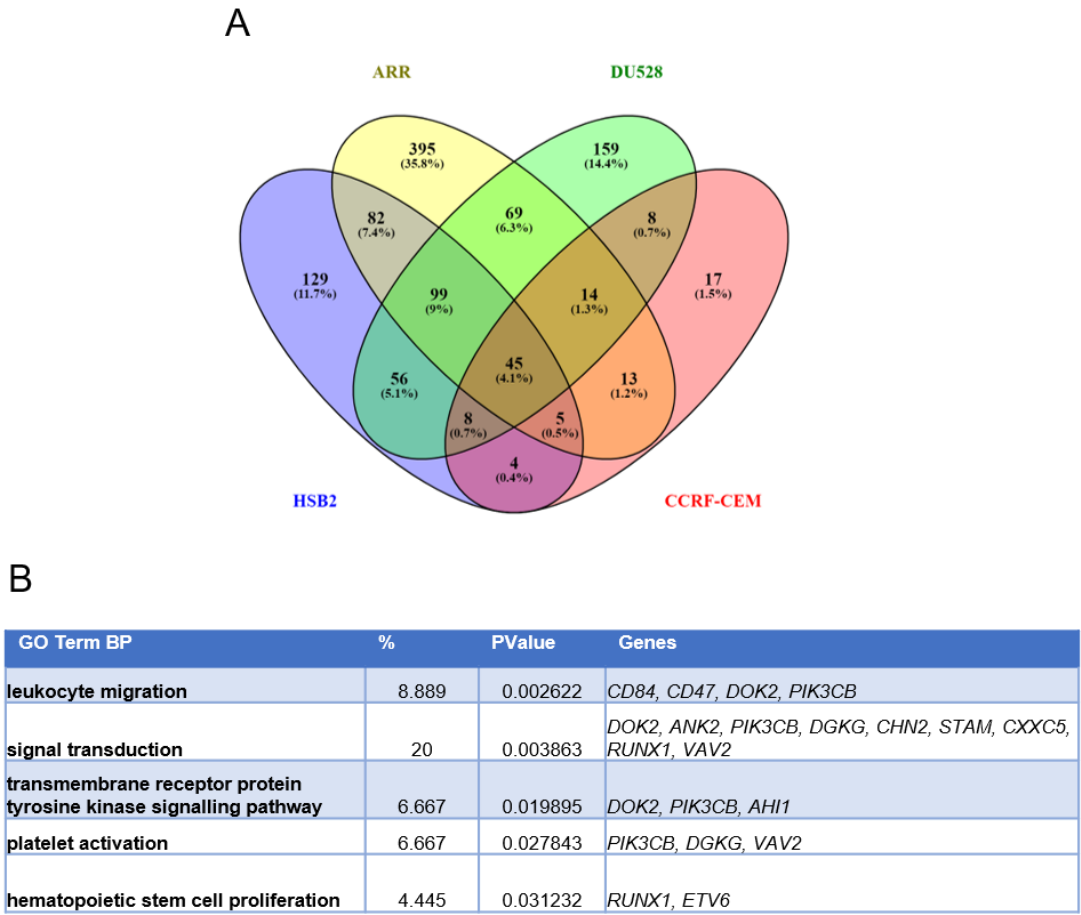 A
ARR
DU528
395
(35.8%)
159
(14.4%)
82
(7.4%)
69
(6.3%)
8
(0.7%)
129
(11.7%)
99
(9%)
14
(1.3%)
17
(1.5%)
56
(5.1%)
45
(4.1%)
13
(1.2%)
8
(0.7%)
5
(0.5%)
4
(0.4%)
HSB2
CCRF-CEM
B
GO Term BP % PValue Genes
leukocyte migration 8.889 0.002622 CD84, CD47, DOK2, PIK3CB
DOK2, ANK2, PIK3CB, DGKG, CHN2, STAM, CXXC5,
signal transduction 20 0.003863 RUNX1, VAV2
transmembrane receptor protein
tyrosine kinase signalling pathway 6.667 0.019895 DOK2, PIK3CB, AHI1
platelet activation 6.667 0.027843 PIK3CB, DGKG, VAV2
hematopoietic stem cell proliferation 4.445 0.031232 RUNX1, ETV6